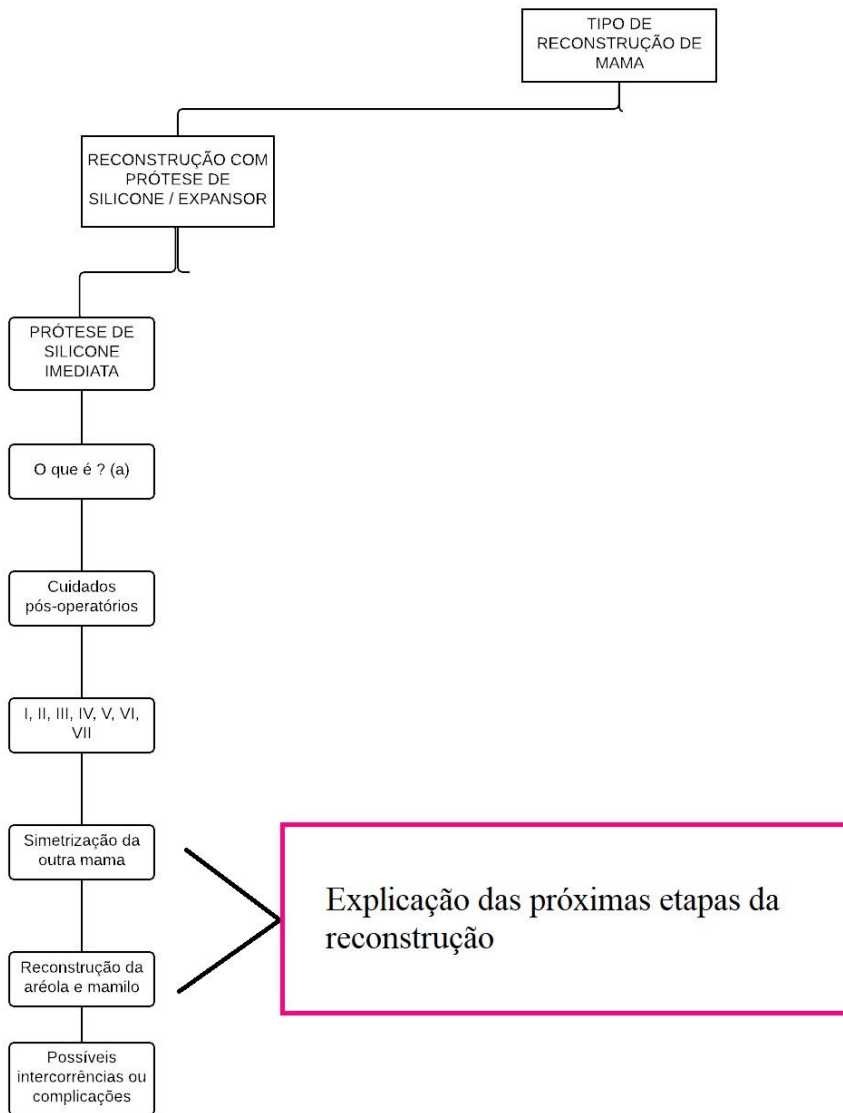 TIPO DE
RECONSTRUÇÃO DE
MAMA
RECONSTRUÇÃO COM
PRÓTESE DE
SILICONE / EXPANSOR
PRÓTESE DE
SILICONE
IMEDIATA
O que é ? (a)
Cuidados
pós-operatórios
I, II, III, IV, V, VI,
VII
Simetrização da
outra mama
Explicação das próximas etapas da
reconstrução
Reconstrução da
aréola e mamilo
Possíveis
intercorrências ou
complicações